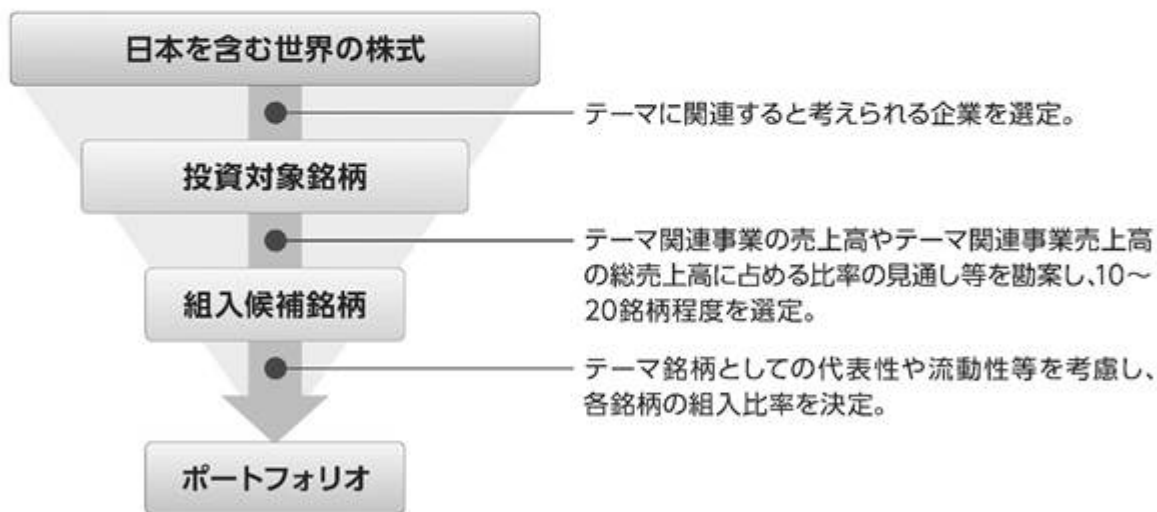 日本を含む世界の株式
テーマに関連すると考えられる企業を選定。
投資対象銘柄
テーマ関連事業の売上高やテーマ関連事業売上高
の総売上高に占める比率の見通し等を勘案し、10～
20銘柄程度を選定。
組入候補銘柄
テーマ銘柄としての代表性や流動性等を考慮し、
各銘柄の組入比率を決定。
ポートフォリオ